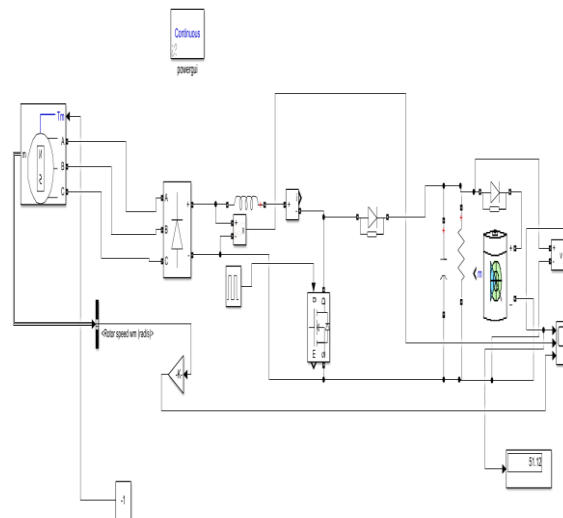 Continuous
powergui
Tm
m
A
B
C
N
S
A
B
C
+
-
+
-
+
<Rotor speed wm (rad/s)>
-K-
E
m
+
-
+
-
v
51.12
-1